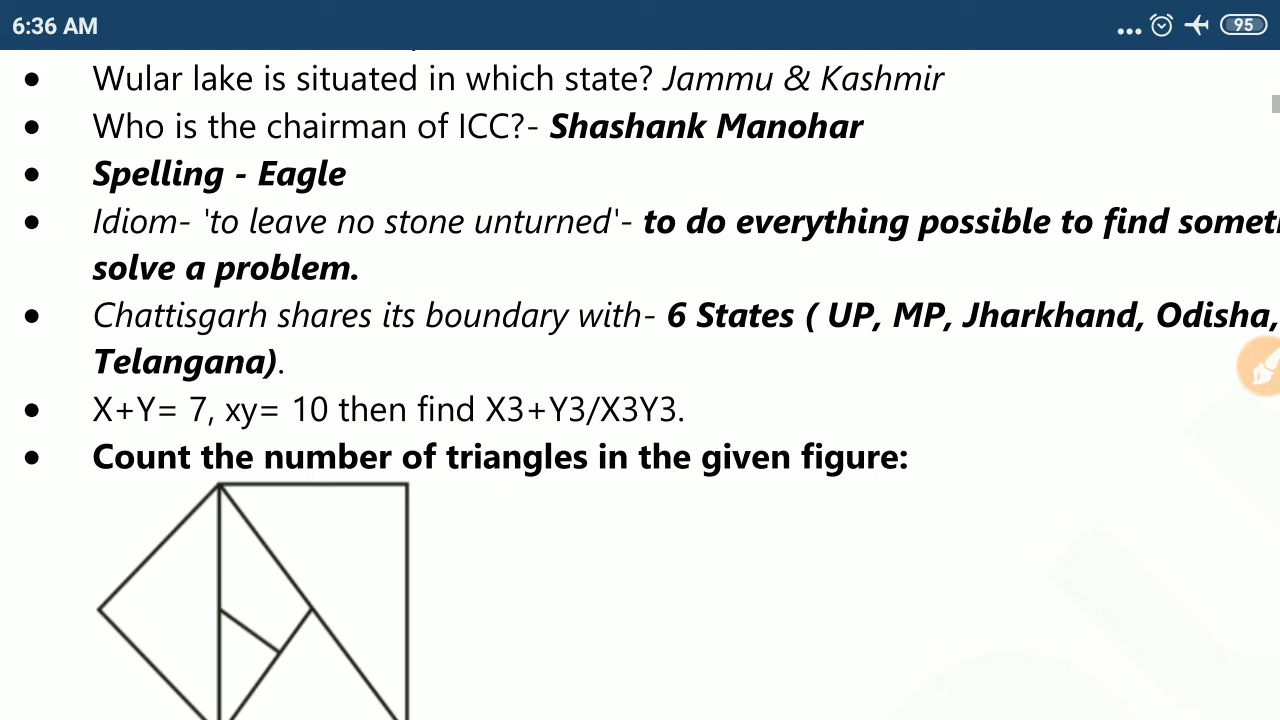 6:36 AM
95
Wular lake is situated in which state? Jammu & Kashmir
Who is the chairman of ICC?- Shashank Manohar
Spelling - Eagle
Idiom- 'to leave no stone unturned'- to do everything possible to find
solve a problem.
Chattisgarh shares its boundary with- 6 States ( UP, MP, Jharkhand, Odisha,
Telangana).
X+Y= 7, xy= 10 then find X3+Y3/X3Y3.
Count the number of triangles in the given figure: